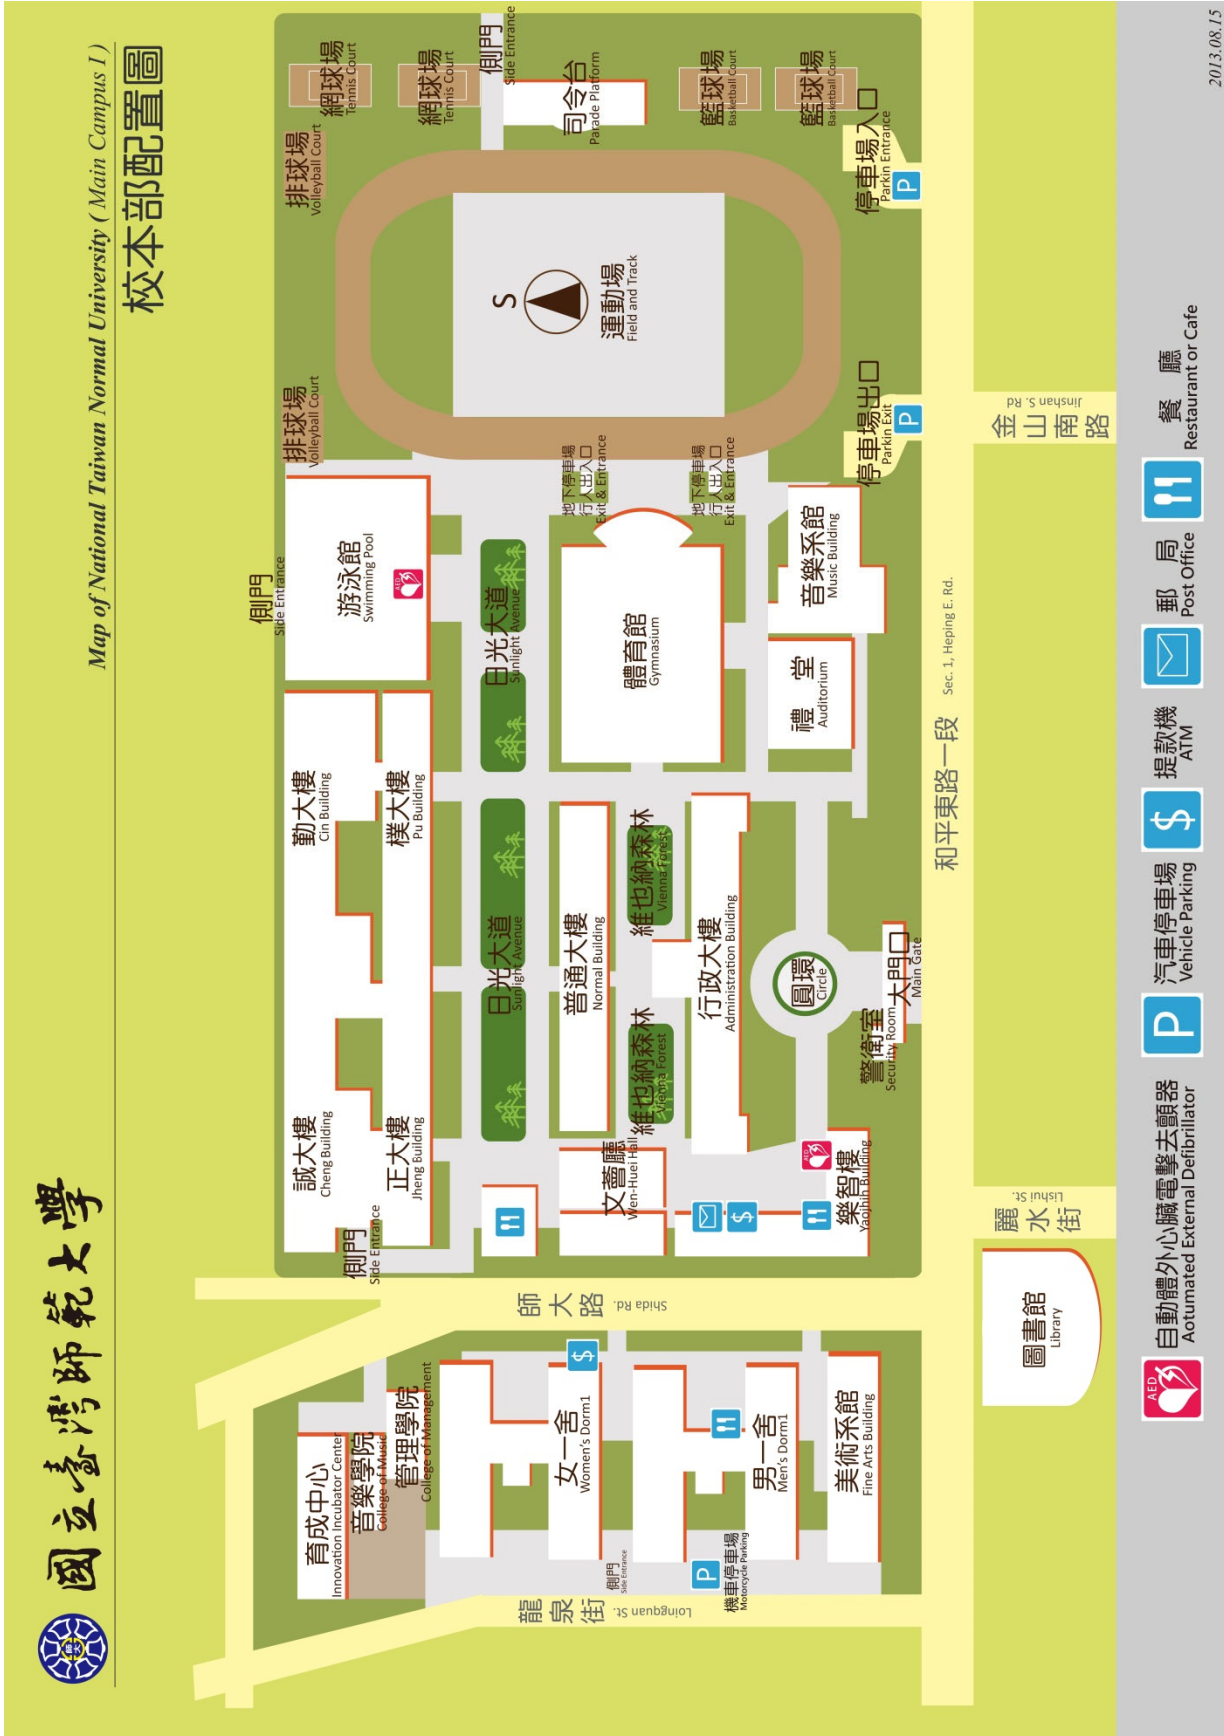 國立臺灣師範大學
師大
Map of National Taiwan Normal University ( Main Campus I )
校本部配置圖
側門
Side Entrance
網球場
Tennis Court
網球場
Tennis Court
側門
Side Entrance
司令台
Parade Platform
籃球場
Basketball Court
籃球場
Basketball Court
排球場
Volleyball Court
排球場
Volleyball Court
S
運動場
Field and Track
停車場入口
Parkin Entrance
P
停車場出口
Parkin Exit
P
地下停車場
行人出入口
Exit & Entrance
地下停車場
行人出入口
Exit & Entrance
游泳館
Swimming Pool
AED
日光大道
Sunlight Avenue
體育館
Gymnasium
音樂系館
Music Building
禮 堂
Auditorium
勤大樓
Cin Building
樸大樓
Pu Building
誠大樓
Cheng Building
正大樓
Jheng Building
側門
Side Entrance
日光大道
Sunlight Avenue
普通大樓
Normal Building
維也納森林
Vienna Forest
維也納森林
Vienna Forest
行政大樓
Administration Building
圓環
Circle
大門口
Main Gate
警衛室
Security Room
文薈廳
Wen-Huei Hall
AED
$
樂智樓
Yaojhih Building
師大路 Shida Rd.
和平東路一段 Sec. 1, Heping E. Rd.
金山南路 Jinshan S. Rd
麗水街 Lishui St.
龍泉街 Loingquan St.
育成中心
Innovation Incubator Center
音樂學院
College of Music
管理學院
College of Management
女一舍
Women's Dorm1
$
側門
Side Entrance
男一舍
Men's Dorm1
P
機車停車場
Motorcycle Parking
美術系館
Fine Arts Building
圖書館
Library
AED
自動體外心臟電擊去顫器
Aotumated External Defibrillator
P
汽車停車場
Vehicle Parking
$
提款機
ATM
郵 局
Post Office
餐 廳
Restaurant or Cafe
2013.08.15